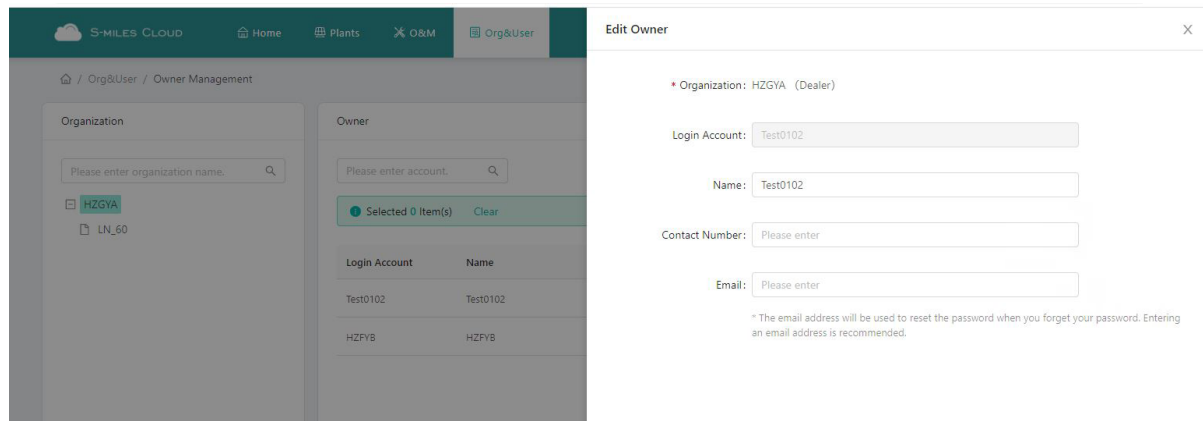 S-MILES CLOUD
Home
Plants
O&M
Org&User
/ Org&User / Owner Management
Organization
Please enter organization name.
HZGYA
LN_60
Owner
Please enter account.
Selected 0 Item(s) Clear
Login Account Name
Test0102 Test0102
HZFYB HZFYB
Edit Owner
* Organization: HZGYA (Dealer)
Login Account: Test0102
Name: Test0102
Contact Number: Please enter
Email: Please enter
* The email address will be used to reset the password when you forget your password. Entering
an email address is recommended.